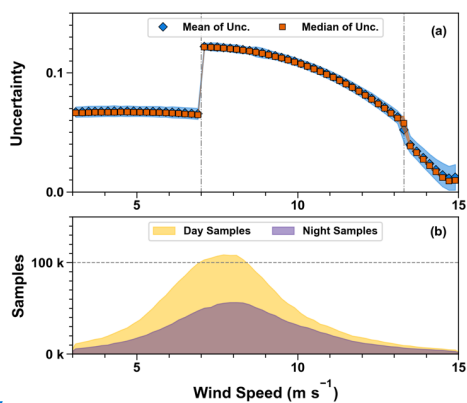 Mean of Unc. Median of Unc. (a)
0.1
Uncertainty
0.0
5 10 15
Day Samples Night Samples (b)
100 k
Samples
0 k
5 10 15
Wind Speed (m s⁻¹)